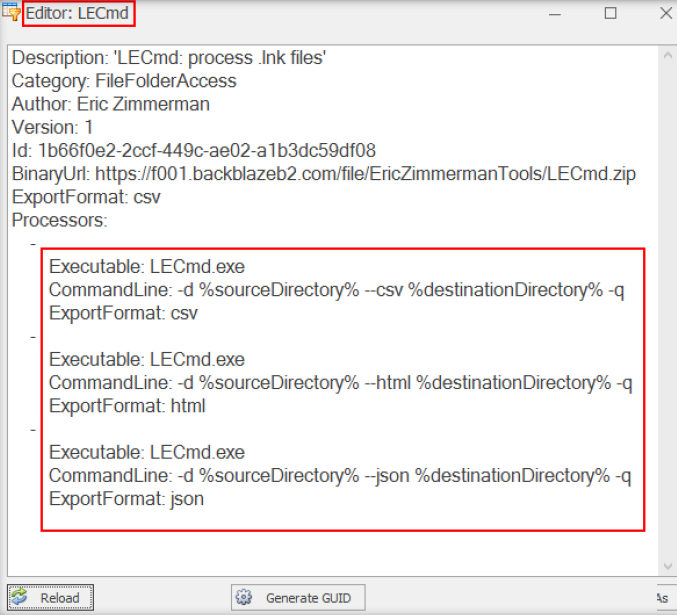 Editor: LECmd
Description: 'LECmd: process .lnk files'
Category: FileFolderAccess
Author: Eric Zimmerman
Version: 1
Id: 1b66f0e2-2ccf-449c-ae02-a1b3dc59df08
BinaryUrl: https://f001.backblazeb2.com/file/EricZimmermanTools/LECmd.zip
ExportFormat: csv
Processors:
-
Executable: LECmd.exe
CommandLine: -d %sourceDirectory% --csv %destinationDirectory% -q
ExportFormat: csv
-
Executable: LECmd.exe
CommandLine: -d %sourceDirectory% --html %destinationDirectory% -q
ExportFormat: html
-
Executable: LECmd.exe
CommandLine: -d %sourceDirectory% --json %destinationDirectory% -q
ExportFormat: json
Reload
Generate GUID
As